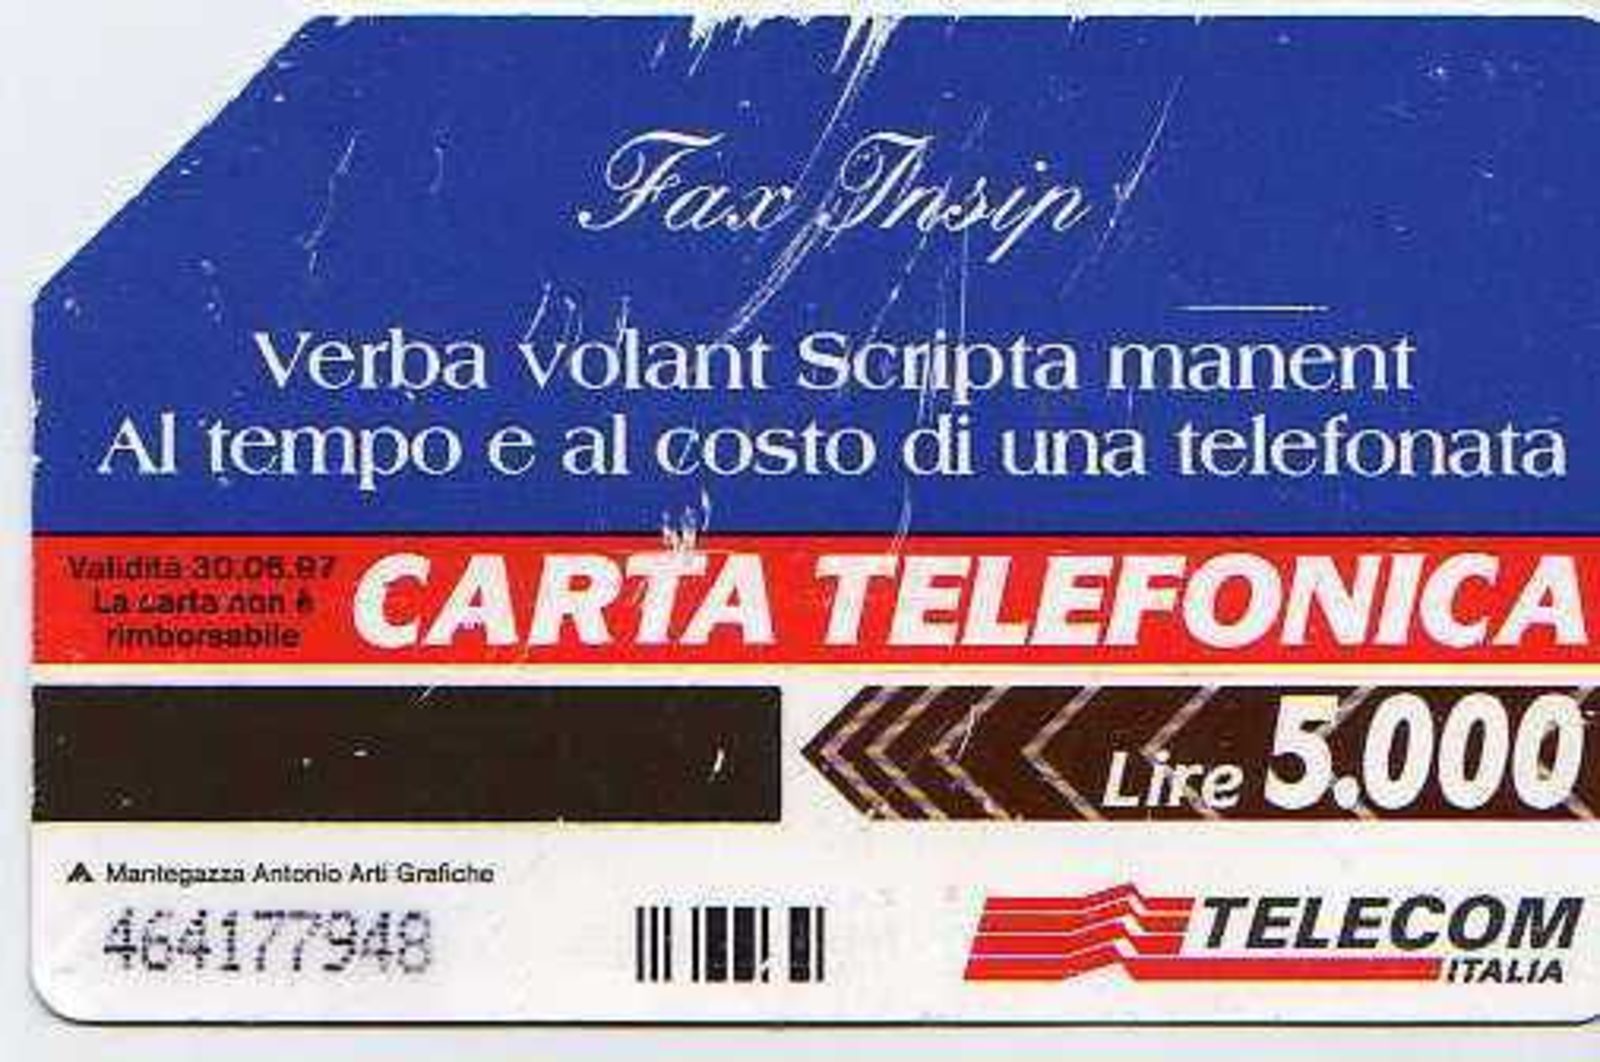 Fax Insip
Verba volant Scripta manent
Al tempo e al costo di una telefonata
Validità 30.06.97
La carta non è
rimborsabile
CARTA TELEFONICA
Lire 5.000
Mantegazza Antonio Arti Grafiche
464177948
TELECOM
ITALIA